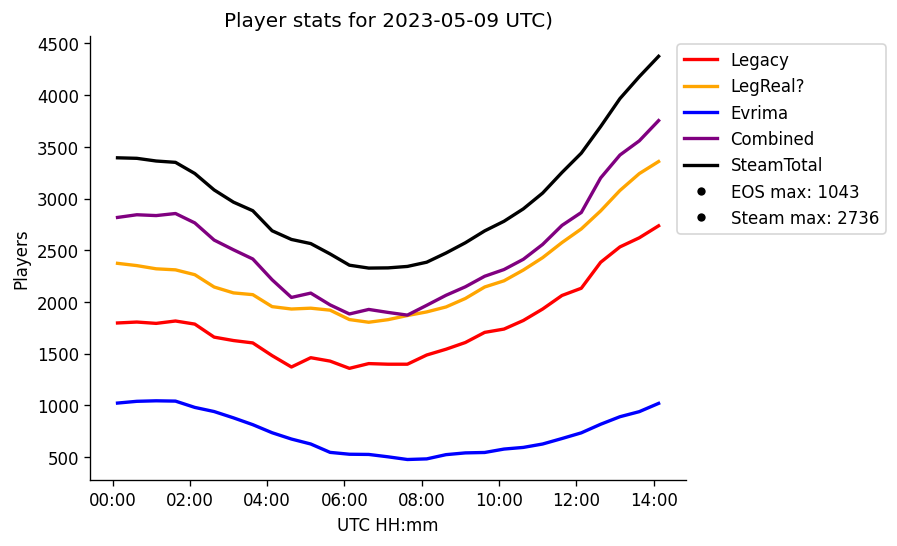 Player stats for 2023-05-09 UTC)
4500
4000
3500
3000
2500
2000
1500
1000
500
Players
00:00 02:00 04:00 06:00 08:00 10:00 12:00 14:00
UTC HH:mm
Legacy
LegReal?
Evrima
Combined
SteamTotal
EOS max: 1043
Steam max: 2736